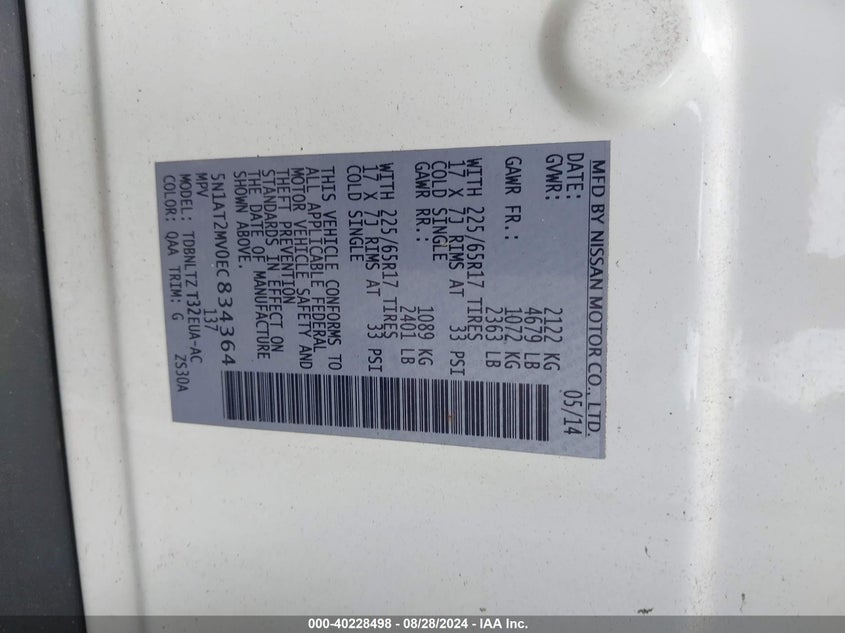 MFD BY NISSAN MOTOR CO., LTD.
DATE: 05/14
GVWR: 2122 KG
4679 LB
GAWR FR.: 1072 KG
2363 LB
WITH 225/65R17 TIRES
17 X 7J RIMS AT 33 PSI
COLD SINGLE
GAWR RR.: 1089 KG
2401 LB
WITH 225/65R17 TIRES
17 X 7J RIMS AT 33 PSI
COLD SINGLE
THIS VEHICLE CONFORMS TO
ALL APPLICABLE FEDERAL
MOTOR VEHICLE SAFETY AND
THEFT PREVENTION
STANDARDS IN EFFECT ON
THE DATE OF MANUFACTURE
SHOWN ABOVE.
5N1AT2MV0EC834364
MPV 137
MODEL: TDBNLTZ T32EUA-AC
COLOR: QAA TRIM: G ZS30A
000-40228498 - 08/28/2024 - IAA Inc.